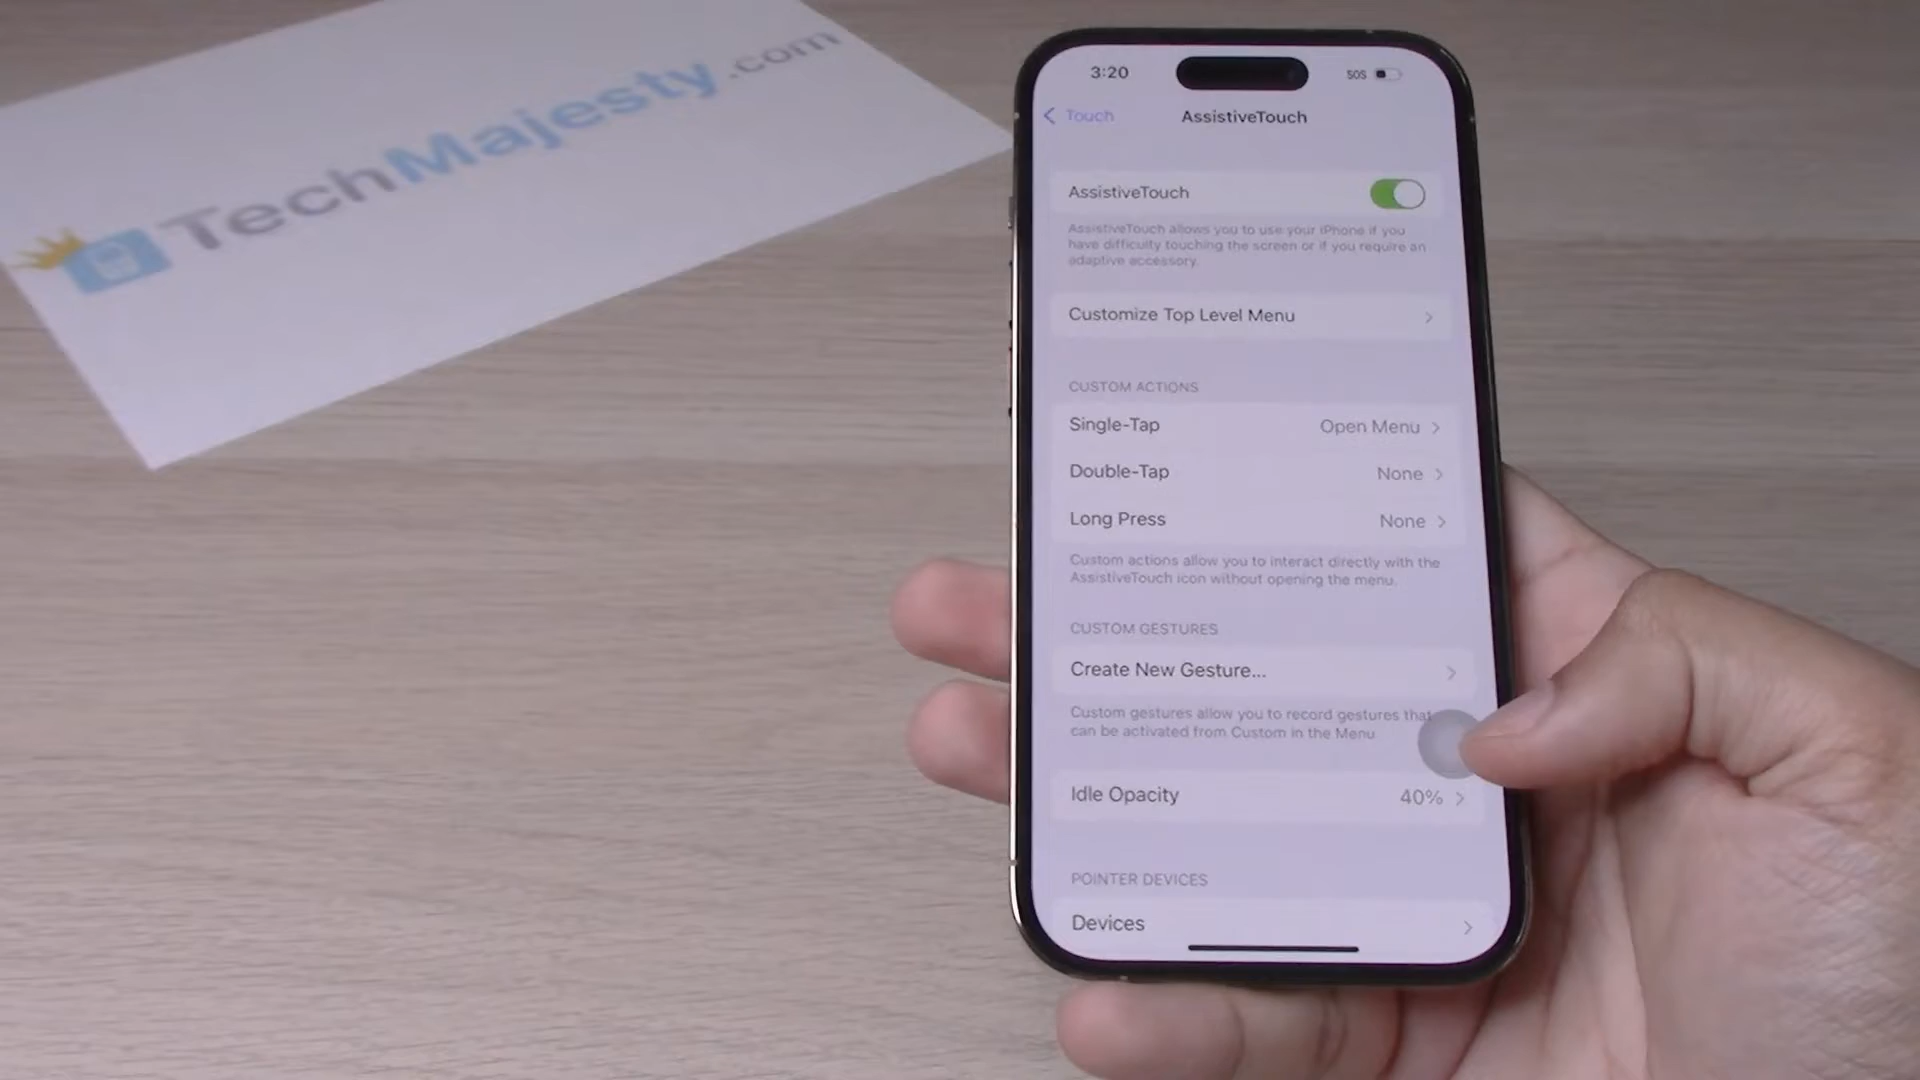 TechMajesty.com
3:20
SOS
Touch
AssistiveTouch
AssistiveTouch
AssistiveTouch allows you to use your iPhone if you
have difficulty touching the screen or if you require an
adaptive accessory.
Customize Top Level Menu
CUSTOM ACTIONS
Single-Tap Open Menu
Double-Tap None
Long Press None
Custom actions allow you to interact directly with the
AssistiveTouch icon without opening the menu.
CUSTOM GESTURES
Create New Gesture...
Custom gestures allow you to record gestures that
can be activated from Custom in the Menu.
Idle Opacity 40%
POINTER DEVICES
Devices